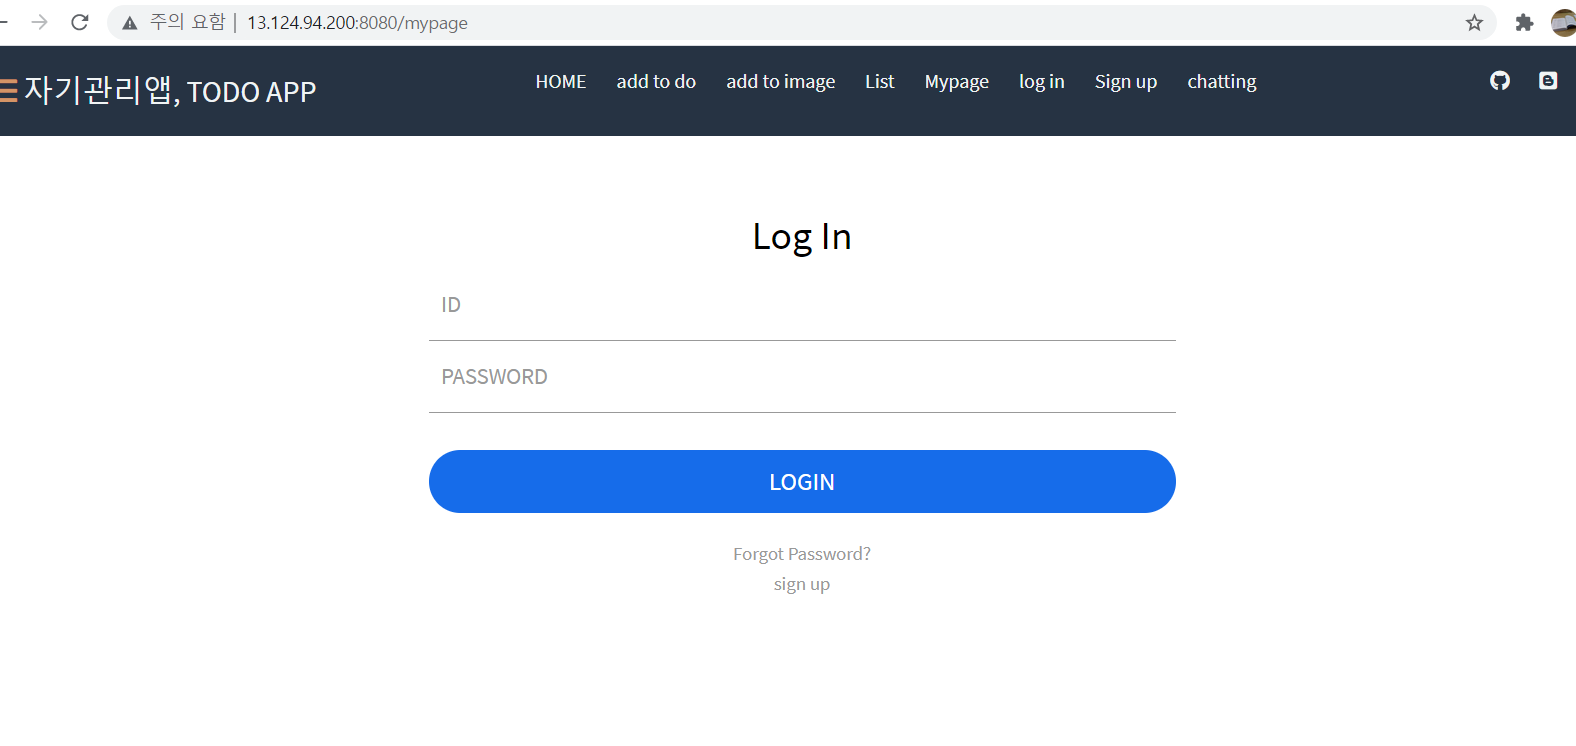 주의 요함 | 13.124.94.200:8080/mypage
자기관리앱, TODO APP
HOME add to do add to image List Mypage log in Sign up chatting
Log In
ID
PASSWORD
LOGIN
Forgot Password?
sign up